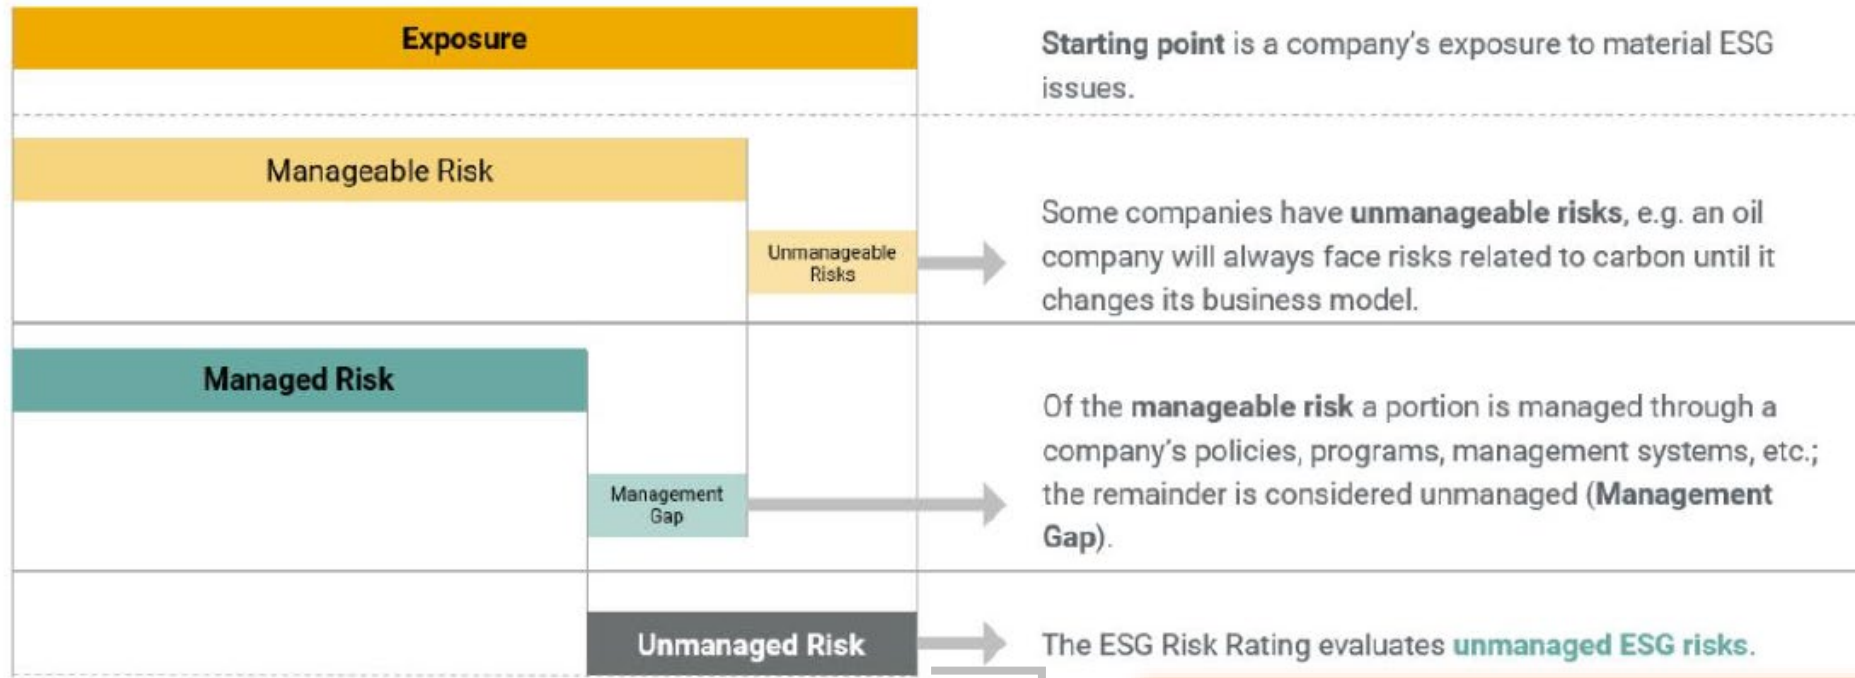 Exposure
Starting point is a company's exposure to material ESG
issues.
Manageable Risk
Unmanageable
Risks
Some companies have unmanageable risks, e.g. an oil
company will always face risks related to carbon until it
changes its business model.
Managed Risk
Management
Gap
Of the manageable risk a portion is managed through a
company's policies, programs, management systems, etc.;
the remainder is considered unmanaged (Management
Gap).
Unmanaged Risk
The ESG Risk Rating evaluates unmanaged ESG risks.